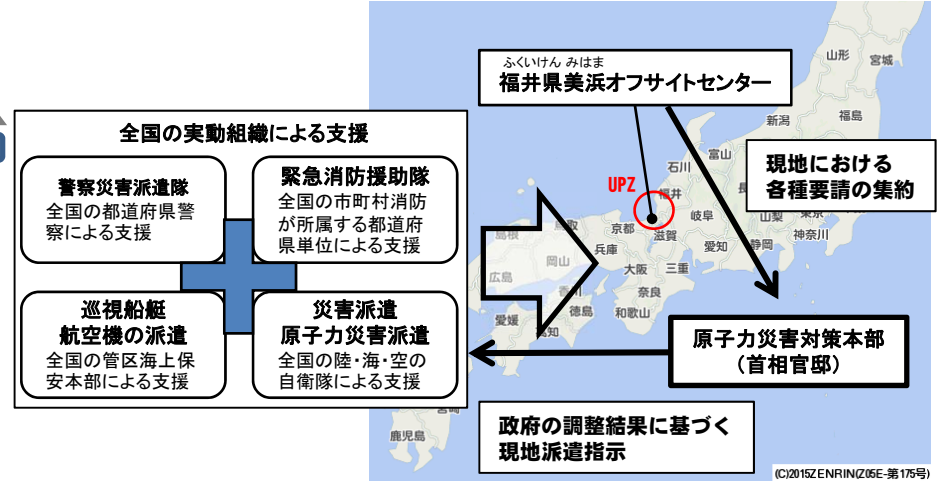 ふくいけん みはま
福井県美浜オフサイトセンター
全国の実動組織による支援
警察災害派遣隊
全国の都道府県警
察による支援
緊急消防援助隊
全国の市町村消防
が所属する都道府
県単位による支援
巡視船艇
航空機の派遣
全国の管区海上保
安本部による支援
災害派遣
原子力災害派遣
全国の陸・海・空の
自衛隊による支援
現地における
各種要請の集約
原子力災害対策本部
（首相官邸）
政府の調整結果に基づく
現地派遣指示
UPZ
山形
宮城
新潟
福島
富山
石川
福井
岐阜
山梨
東京
神奈川
静岡
愛知
滋賀
京都
兵庫
島根
岡山
広島
大阪
三重
奈良
和歌山
徳島
香川
愛媛
鹿児島
(C)2015ZENRIN(Z05E-第175号)